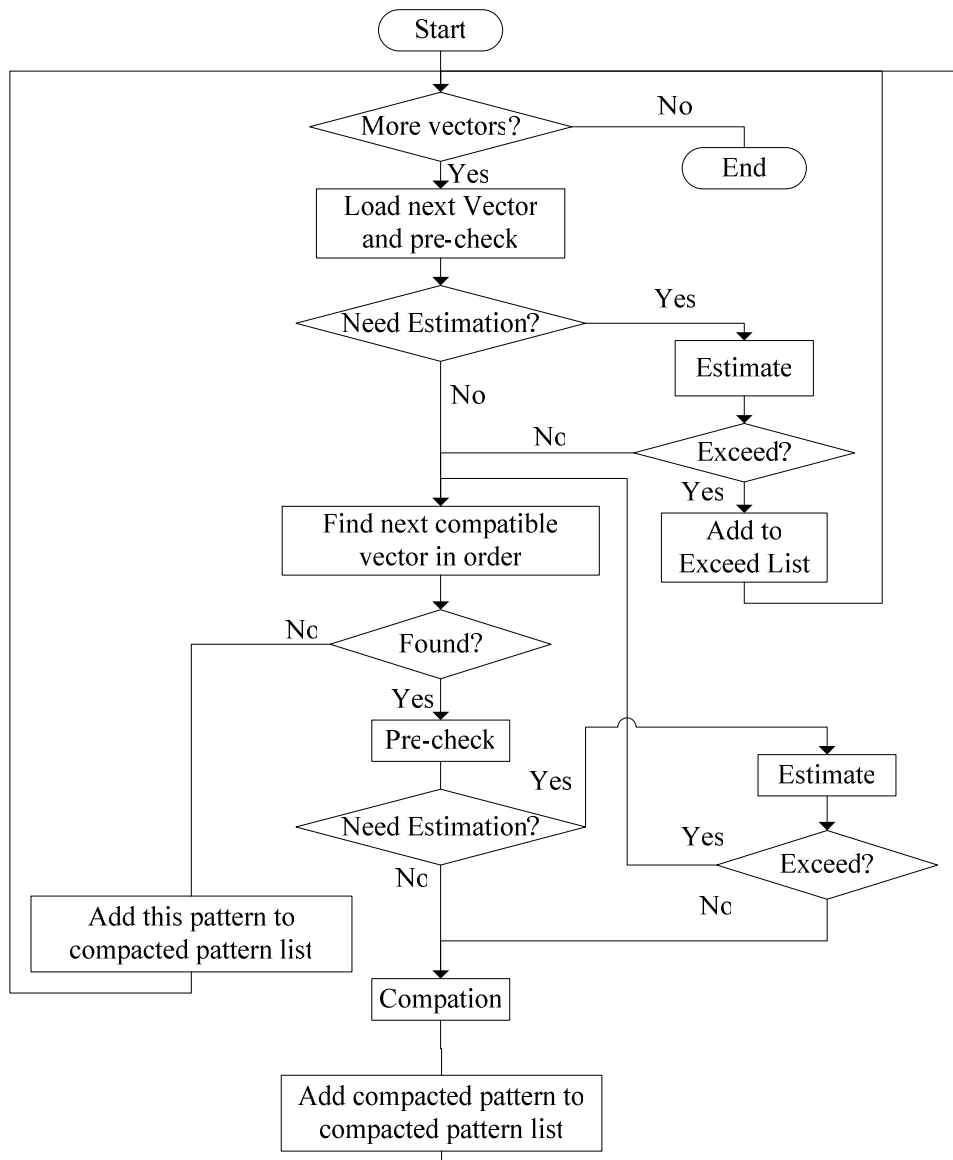 Start
More vectors?
No
End
Yes
Load next Vector
and pre-check
Need Estimation?
Yes
Estimate
No
Exceed?
No
Yes
Add to
Exceed List
Find next compatible
vector in order
Found?
No
Yes
Pre-check
Need Estimation?
Yes
Estimate
Exceed?
Yes
No
No
Add this pattern to
compacted pattern list
Compation
Add compacted pattern to
compacted pattern list